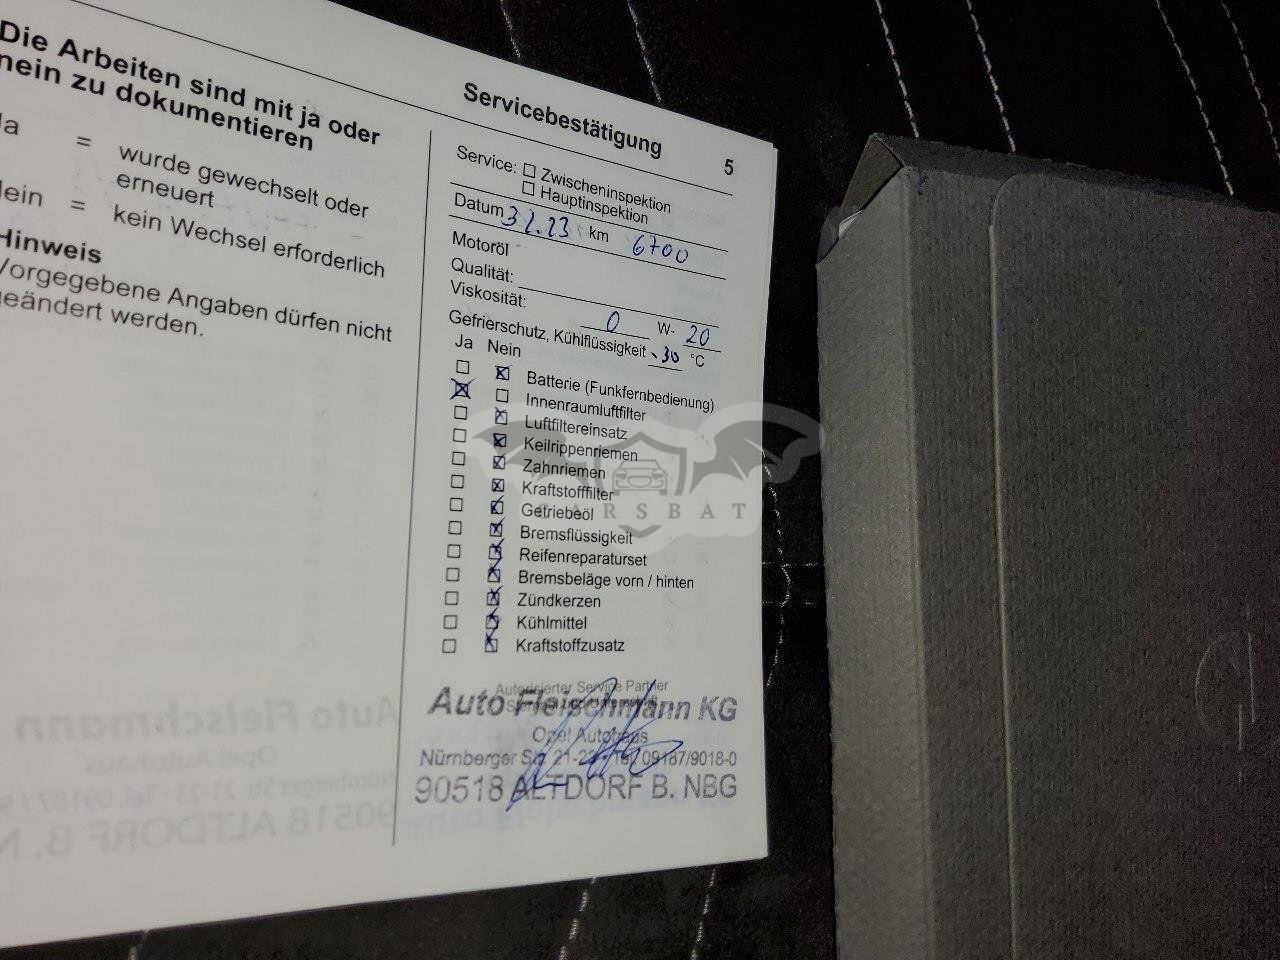 Die Arbeiten sind mit ja oder
nein zu dokumentieren
Ja = wurde gewechselt oder
erneuert
Nein = kein Wechsel erforderlich
Hinweis
Vorgegebene Angaben dürfen nicht
geändert werden.
Servicebestätigung 5
Service: Zwischeninspektion
Hauptinspektion
Datum km 6700
Motoröl
Qualität:
Viskosität: 0 W- 20
Gefrierschutz, Kühlflüssigkeit -30 °C
Ja Nein
Batterie (Funkfernbedienung)
Innenraumluftfilter
Luftfiltereinsatz
Keilrippenriemen
Zahnriemen
Kraftstofffilter
Getriebeöl
Bremsflüssigkeit
Reifenreparaturset
Bremsbeläge vorn / hinten
Zündkerzen
Kühlmittel
Kraftstoffzusatz
Autorisierter Service Partner
Auto Fleischmann KG
Opel Autohaus
Nürnberger Str. 21-23 Tel. 09187/9018-0
90518 ALTDORF B. NBG
CARSBAT